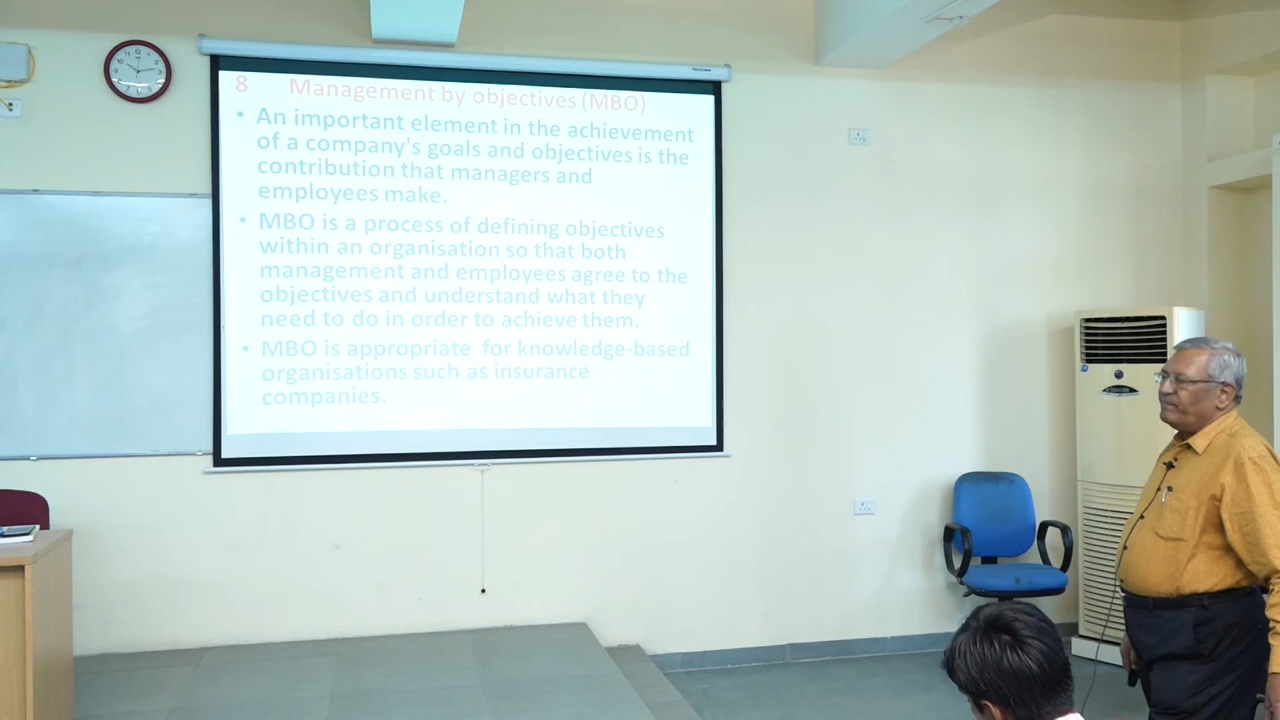 8 Management by objectives (MBO)
• An important element in the achievement
of a company's goals and objectives is the
contribution that managers and
employees make.
• MBO is a process of defining objectives
within an organisation so that both
management and employees agree to the
objectives and understand what they
need to do in order to achieve them.
• MBO is appropriate for knowledge-based
organisations such as insurance
companies.